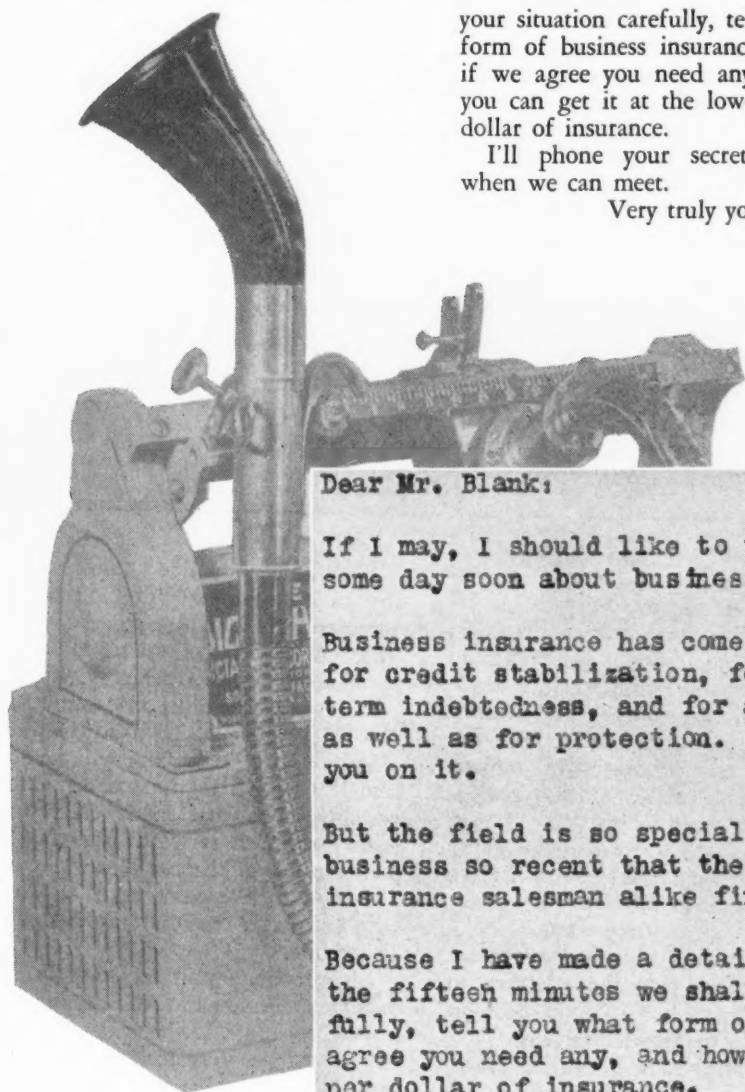 your situation carefully, te
form of business insuranc
if we agree you need any
you can get it at the low
dollar of insurance.
I'll phone your secret
when we can meet.
Very truly yo
Dear Mr. Blank:
If I may, I should like to
some day soon about business
Business insurance has come
for credit stabilization, f
term indebtedness, and for a
as well as for protection.
you on it.
But the field is so special
business so recent that the
insurance salesman alike fi
Because I have made a detai
the fifteen minutes we shal
fully, tell you what form o
agree you need any, and how
per dollar of insurance.